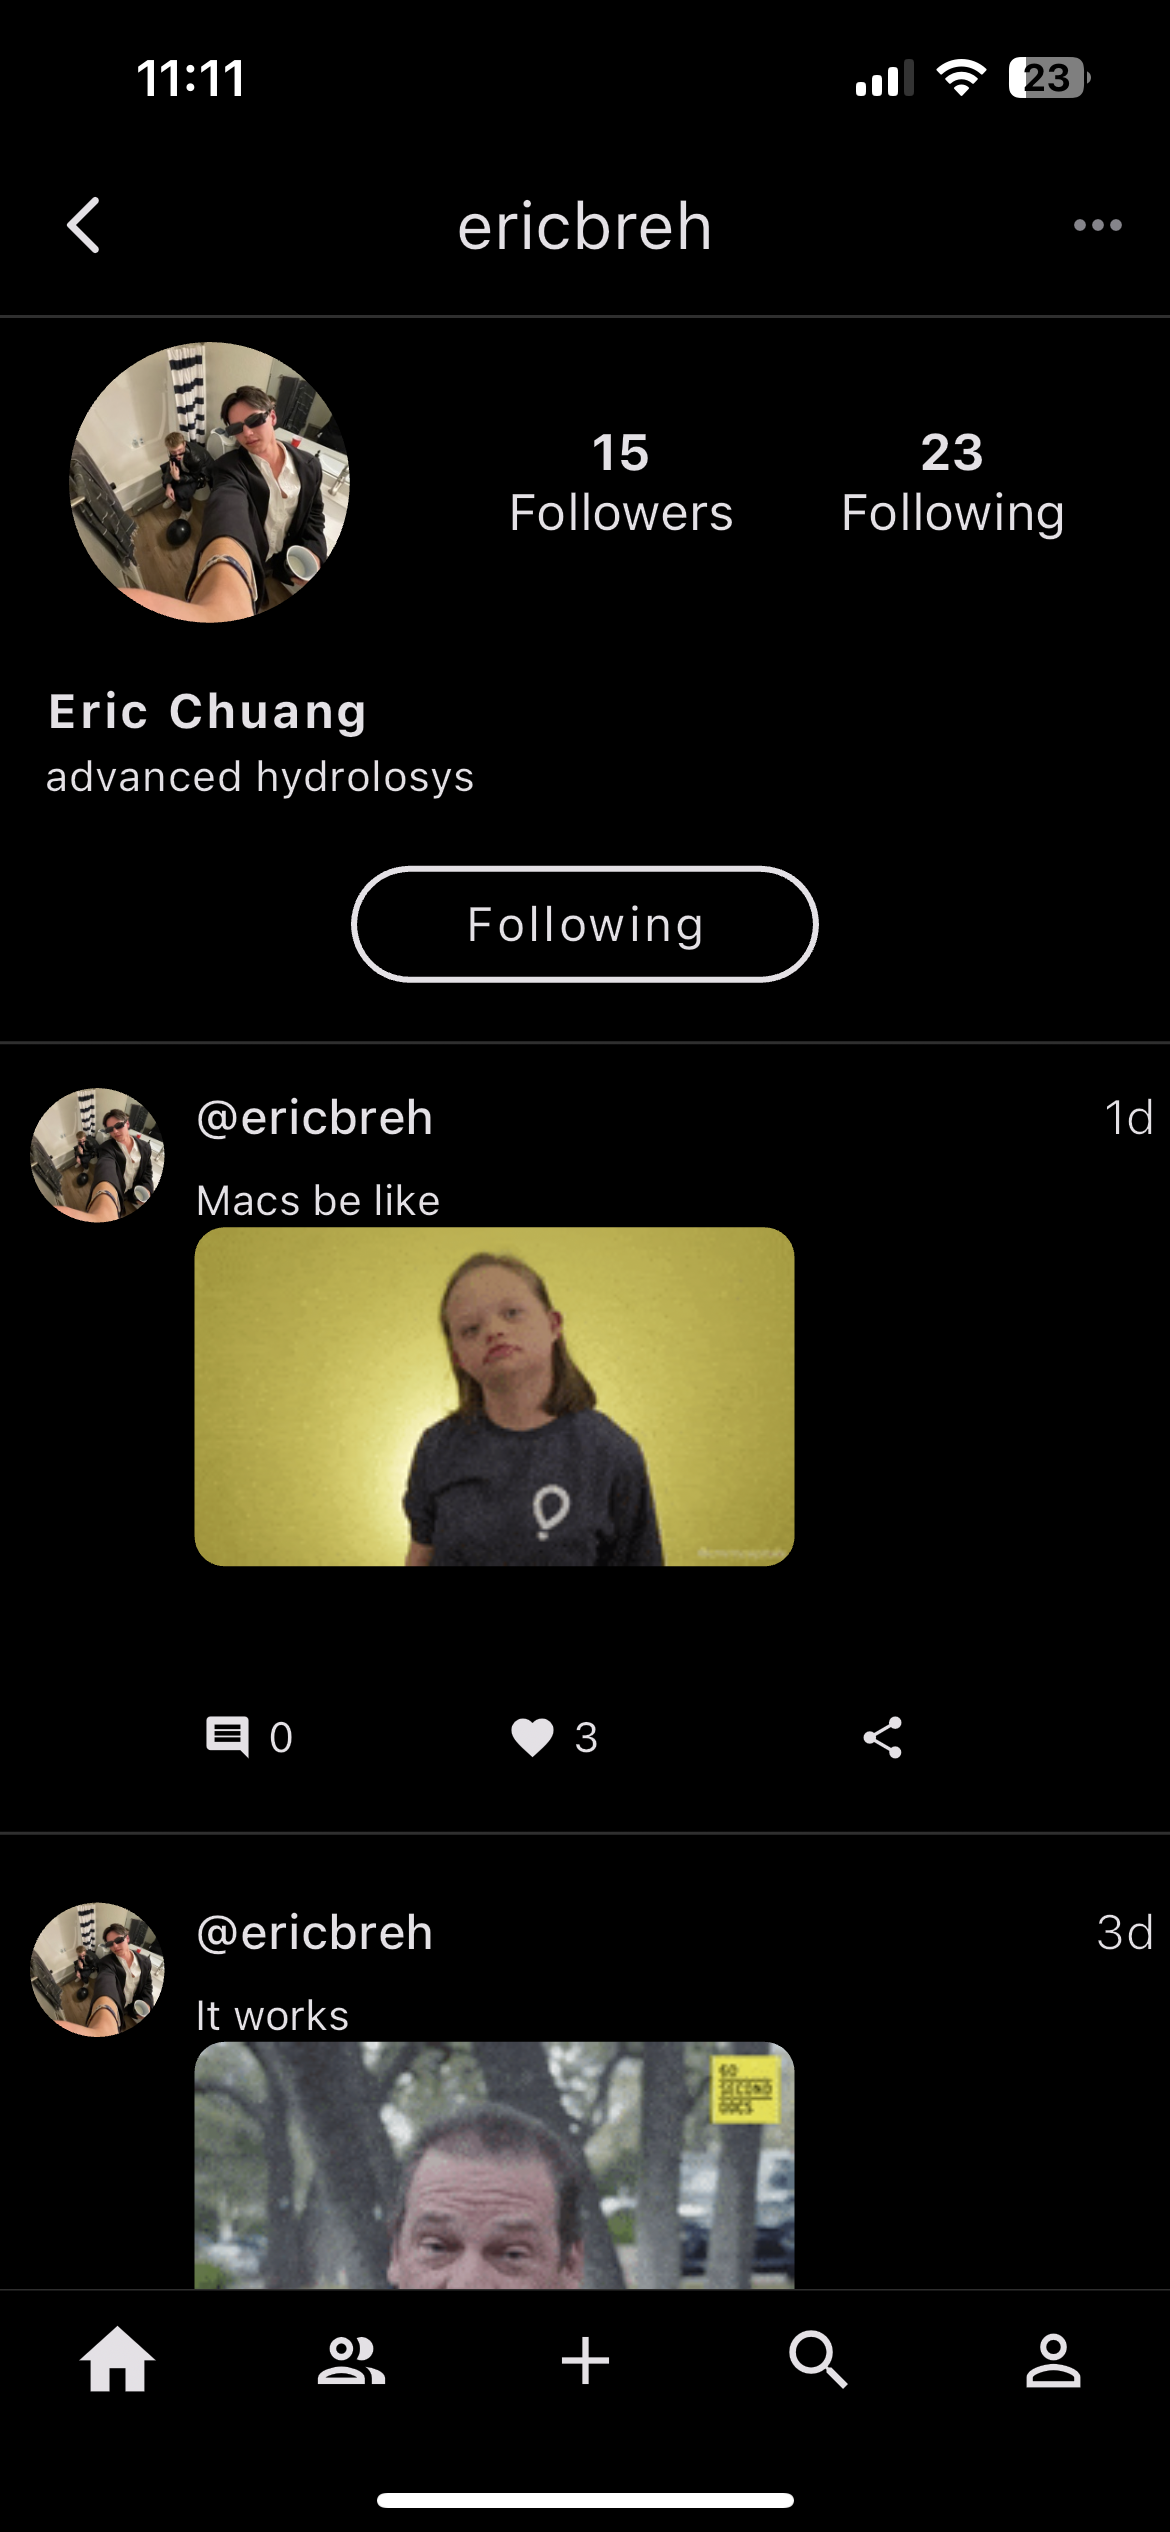 11:11
23
ericbreh
15
23
Followers
Following
Eric Chuang
advanced hydrolosys
Following
@ericbreh
1d
Macs be like
0
3
@ericbreh
3d
It works
60
SECOND
DOCS